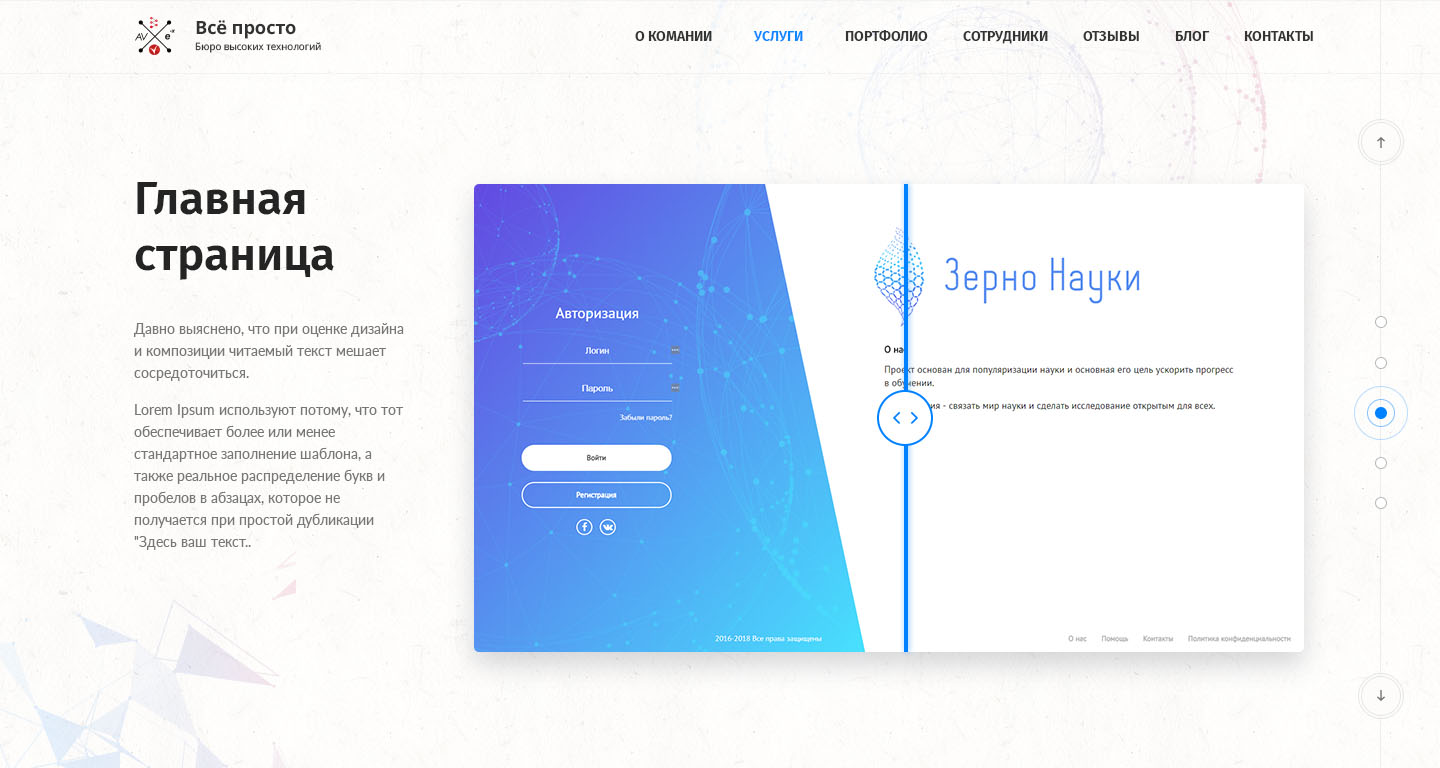 AV
e-x
Всё просто
Бюро высоких технологий
О КОМАНИИ
УСЛУГИ
ПОРТФОЛИО
СОТРУДНИКИ
ОТЗЫВЫ
БЛОГ
КОНТАКТЫ
Главная
страница
Давно выяснено, что при оценке дизайна
и композиции читаемый текст мешает
сосредоточиться.
Lorem Ipsum используют потому, что тот
обеспечивает более или менее
стандартное заполнение шаблона, а
также реальное распределение букв и
пробелов в абзацах, которое не
получается при простой дубликации
"Здесь ваш текст..
Авторизация
Логин
Пароль
Забыли пароль?
Войти
Регистрация
2016-2018 Все права защищены
Зерно Науки
О нас
Проект основан для популяризации науки и основная его цель ускорить прогресс
в обучении.
- связать мир науки и сделать исследование открытым для всех.
О нас
Помощь
Контакты
Политика конфиденциальности